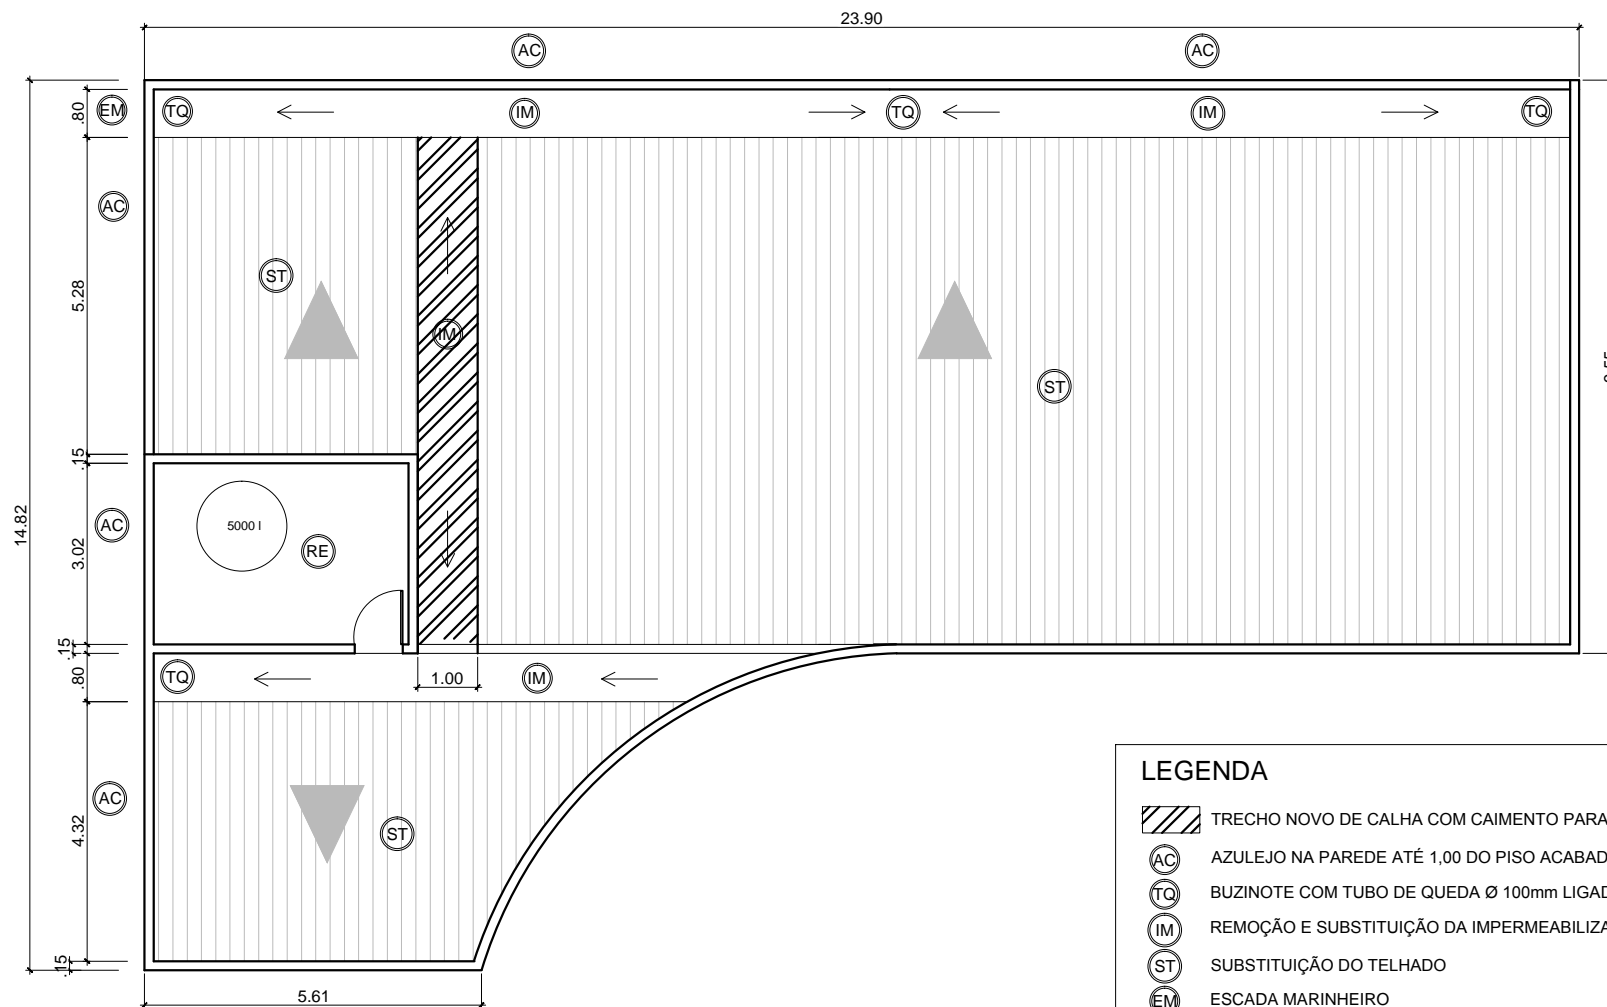 23.90
AC
AC
EM
.80
TQ
IM
TQ
IM
TQ
AC
5.28
ST
IM
ST
.15
14.82
AC
3.02
5000 l
RE
.15
.80
TQ
1.00
IM
AC
4.32
ST
.15
5.61
LEGENDA
TRECHO NOVO DE CALHA COM CAIMENTO PARA
AC AZULEJO NA PAREDE ATÉ 1,00 DO PISO ACABAD
TQ BUZINOTE COM TUBO DE QUEDA Ø 100mm LIGAD
IM REMOÇÃO E SUBSTITUIÇÃO DA IMPERMEABILIZA
ST SUBSTITUIÇÃO DO TELHADO
EM ESCADA MARINHEIRO